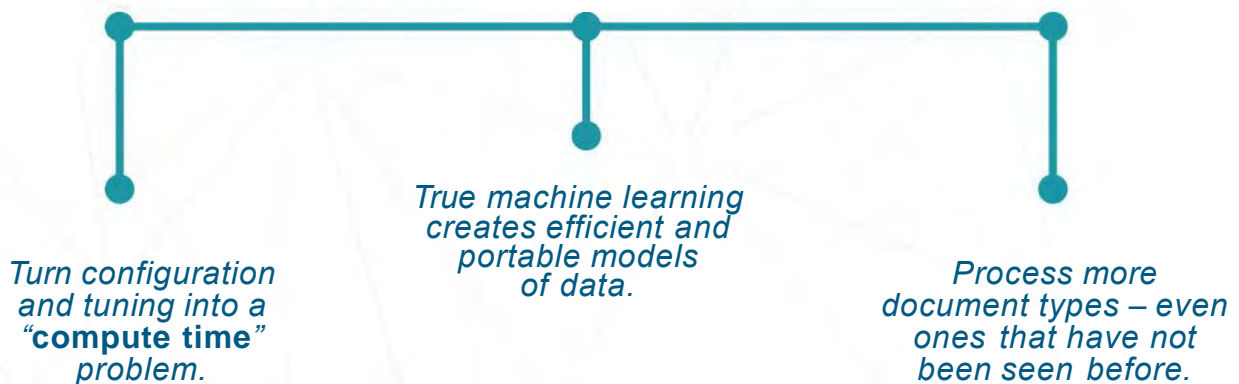 Turn configuration
and tuning into a
“compute time”
problem.
True machine learning
creates efficient and
portable models
of data.
Process more
document types – even
ones that have not
been seen before.